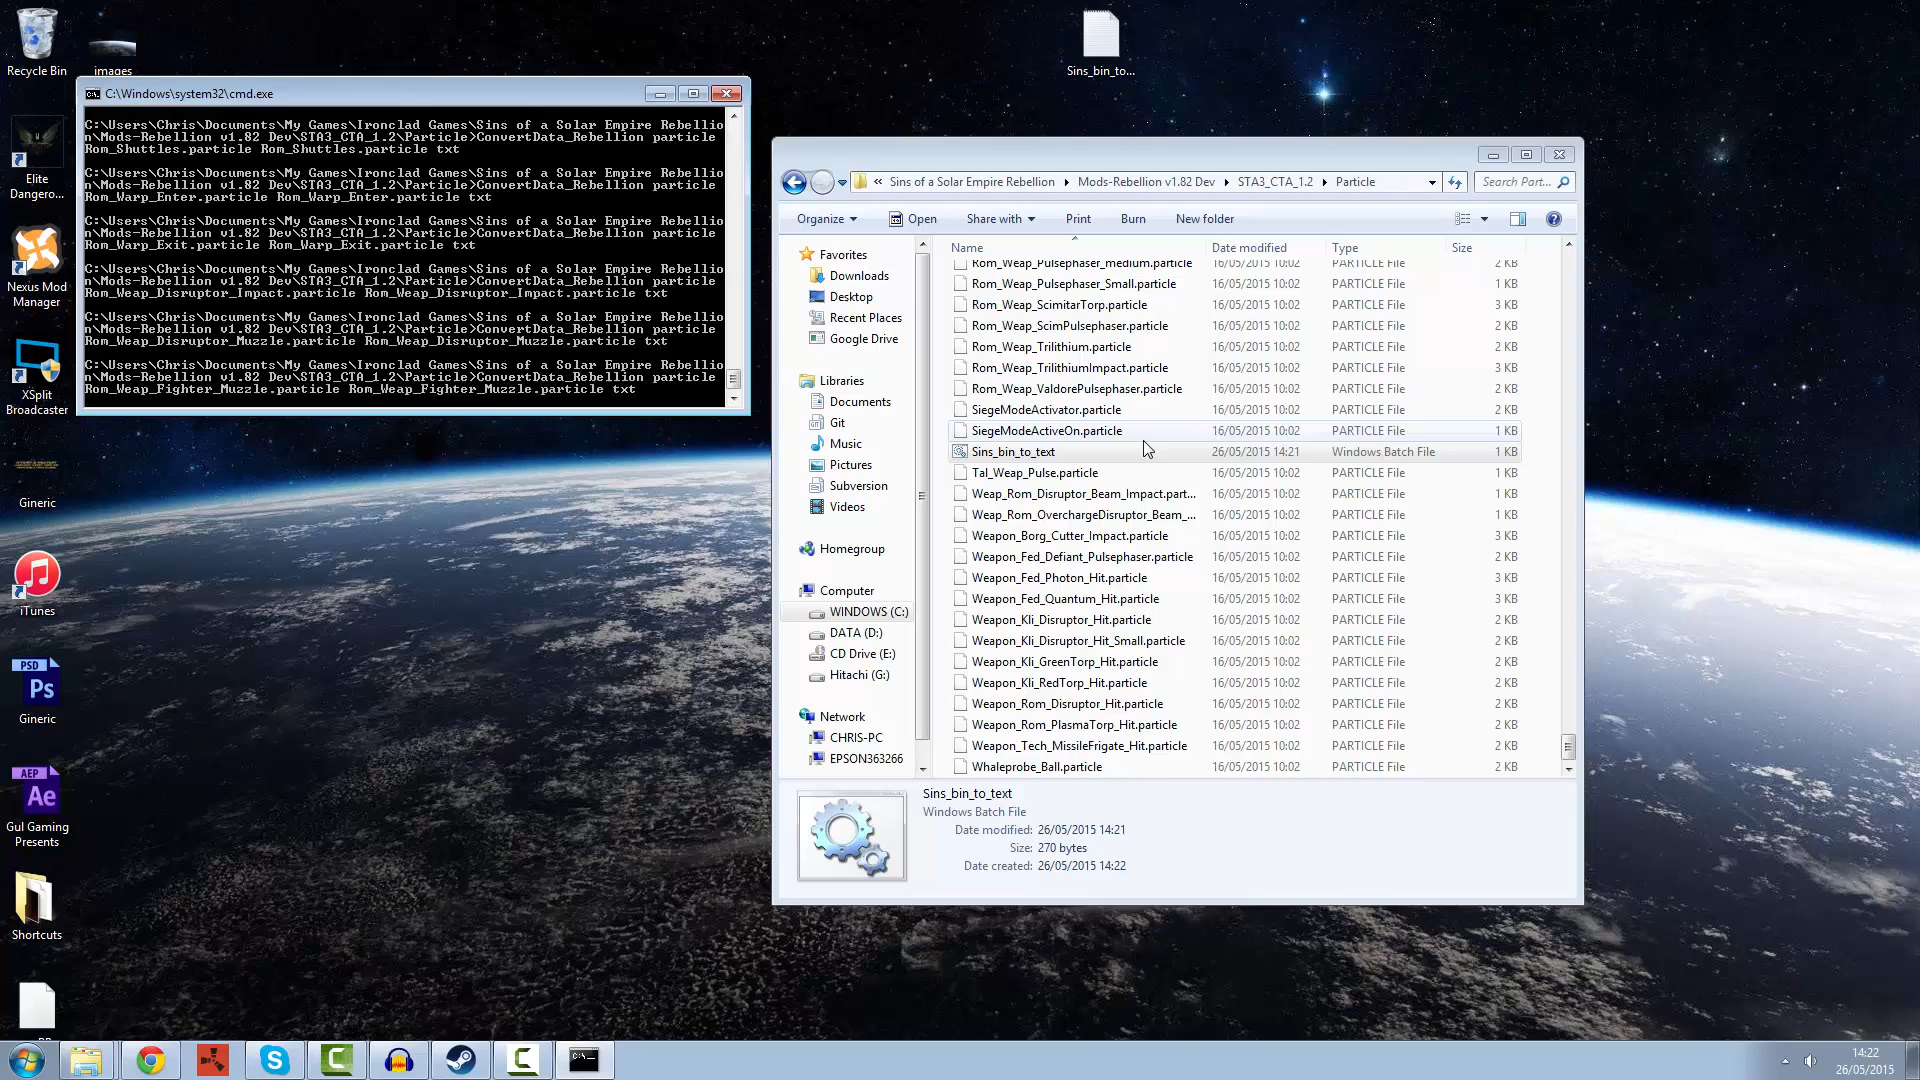 Recycle Bin
images
Elite
Dangero...
Nexus Mod
Manager
XSplit
Broadcaster
Gineric
iTunes
PSD
Ps
Gineric
AEP
Ae
Gul Gaming
Presents
Shortcuts
Sins_bin_to...
C:\Windows\system32\cmd.exe
C:\Users\Chris\Documents\My Games\Ironclad Games\Sins of a Solar Empire Rebellio
n\Mods-Rebellion v1.82 Dev\STA3_CTA_1.2\Particle>ConvertData_Rebellion particle
Rom_Shuttles.particle Rom_Shuttles.particle txt
C:\Users\Chris\Documents\My Games\Ironclad Games\Sins of a Solar Empire Rebellio
n\Mods-Rebellion v1.82 Dev\STA3_CTA_1.2\Particle>ConvertData_Rebellion particle
Rom_Warp_Enter.particle Rom_Warp_Enter.particle txt
C:\Users\Chris\Documents\My Games\Ironclad Games\Sins of a Solar Empire Rebellio
n\Mods-Rebellion v1.82 Dev\STA3_CTA_1.2\Particle>ConvertData_Rebellion particle
Rom_Warp_Exit.particle Rom_Warp_Exit.particle txt
C:\Users\Chris\Documents\My Games\Ironclad Games\Sins of a Solar Empire Rebellio
n\Mods-Rebellion v1.82 Dev\STA3_CTA_1.2\Particle>ConvertData_Rebellion particle
Rom_Weap_Disruptor_Impact.particle Rom_Weap_Disruptor_Impact.particle txt
C:\Users\Chris\Documents\My Games\Ironclad Games\Sins of a Solar Empire Rebellio
n\Mods-Rebellion v1.82 Dev\STA3_CTA_1.2\Particle>ConvertData_Rebellion particle
Rom_Weap_Disruptor_Muzzle.particle Rom_Weap_Disruptor_Muzzle.particle txt
C:\Users\Chris\Documents\My Games\Ironclad Games\Sins of a Solar Empire Rebellio
n\Mods-Rebellion v1.82 Dev\STA3_CTA_1.2\Particle>ConvertData_Rebellion particle
Rom_Weap_Fighter_Muzzle.particle Rom_Weap_Fighter_Muzzle.particle txt
« Sins of a Solar Empire Rebellion Mods-Rebellion v1.82 Dev STA3_CTA_1.2 Particle
Search Part...
Organize Open Share with Print Burn New folder
Favorites
Downloads
Desktop
Recent Places
Google Drive
Libraries
Documents
Git
Music
Pictures
Subversion
Videos
Homegroup
Computer
WINDOWS (C:)
DATA (D:)
CD Drive (E:)
Hitachi (G:)
Network
CHRIS-PC
EPSON363266
Name Date modified Type Size
Rom_Weap_Pulsephaser_medium.particle 16/05/2015 10:02 PARTICLE File 2 KB
Rom_Weap_Pulsephaser_Small.particle 16/05/2015 10:02 PARTICLE File 1 KB
Rom_Weap_ScimitarTorp.particle 16/05/2015 10:02 PARTICLE File 3 KB
Rom_Weap_ScimPulsephaser.particle 16/05/2015 10:02 PARTICLE File 2 KB
Rom_Weap_Trilithium.particle 16/05/2015 10:02 PARTICLE File 2 KB
Rom_Weap_TrilithiumImpact.particle 16/05/2015 10:02 PARTICLE File 3 KB
Rom_Weap_ValdorePulsephaser.particle 16/05/2015 10:02 PARTICLE File 2 KB
SiegeModeActivator.particle 16/05/2015 10:02 PARTICLE File 2 KB
SiegeModeActiveOn.particle 16/05/2015 10:02 PARTICLE File 1 KB
Sins_bin_to_text 26/05/2015 14:21 Windows Batch File 1 KB
Tal_Weap_Pulse.particle 16/05/2015 10:02 PARTICLE File 1 KB
Weap_Rom_Disruptor_Beam_Impact.part... 16/05/2015 10:02 PARTICLE File 1 KB
Weap_Rom_OverchargeDisruptor_Beam_... 16/05/2015 10:02 PARTICLE File 1 KB
Weapon_Borg_Cutter_Impact.particle 16/05/2015 10:02 PARTICLE File 3 KB
Weapon_Fed_Defiant_Pulsephaser.particle 16/05/2015 10:02 PARTICLE File 2 KB
Weapon_Fed_Photon_Hit.particle 16/05/2015 10:02 PARTICLE File 3 KB
Weapon_Fed_Quantum_Hit.particle 16/05/2015 10:02 PARTICLE File 3 KB
Weapon_Kli_Disruptor_Hit.particle 16/05/2015 10:02 PARTICLE File 2 KB
Weapon_Kli_Disruptor_Hit_Small.particle 16/05/2015 10:02 PARTICLE File 2 KB
Weapon_Kli_GreenTorp_Hit.particle 16/05/2015 10:02 PARTICLE File 2 KB
Weapon_Kli_RedTorp_Hit.particle 16/05/2015 10:02 PARTICLE File 2 KB
Weapon_Rom_Disruptor_Hit.particle 16/05/2015 10:02 PARTICLE File 2 KB
Weapon_Rom_PlasmaTorp_Hit.particle 16/05/2015 10:02 PARTICLE File 2 KB
Weapon_Tech_MissileFrigate_Hit.particle 16/05/2015 10:02 PARTICLE File 2 KB
Whaleprobe_Ball.particle 16/05/2015 10:02 PARTICLE File 2 KB
Sins_bin_to_text
Windows Batch File
Date modified: 26/05/2015 14:21
Size: 270 bytes
Date created: 26/05/2015 14:22
14:22
26/05/2015